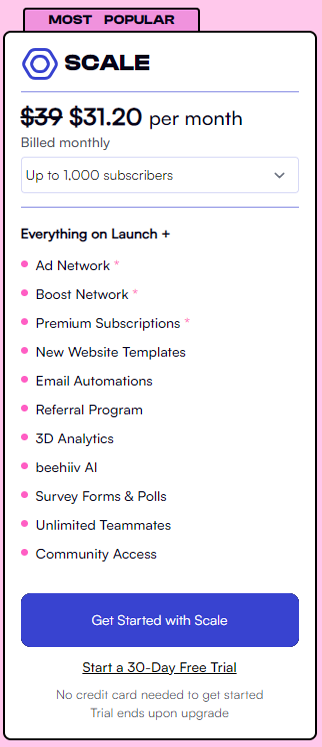 MOST POPULAR
SCALE
$39 $31.20 per month
Billed monthly
Up to 1,000 subscribers
Everything on Launch +
Ad Network *
Boost Network *
Premium Subscriptions *
New Website Templates
Email Automations
Referral Program
3D Analytics
beehiiv AI
Survey Forms & Polls
Unlimited Teammates
Community Access
Get Started with Scale
Start a 30-Day Free Trial
No credit card needed to get started
Trial ends upon upgrade